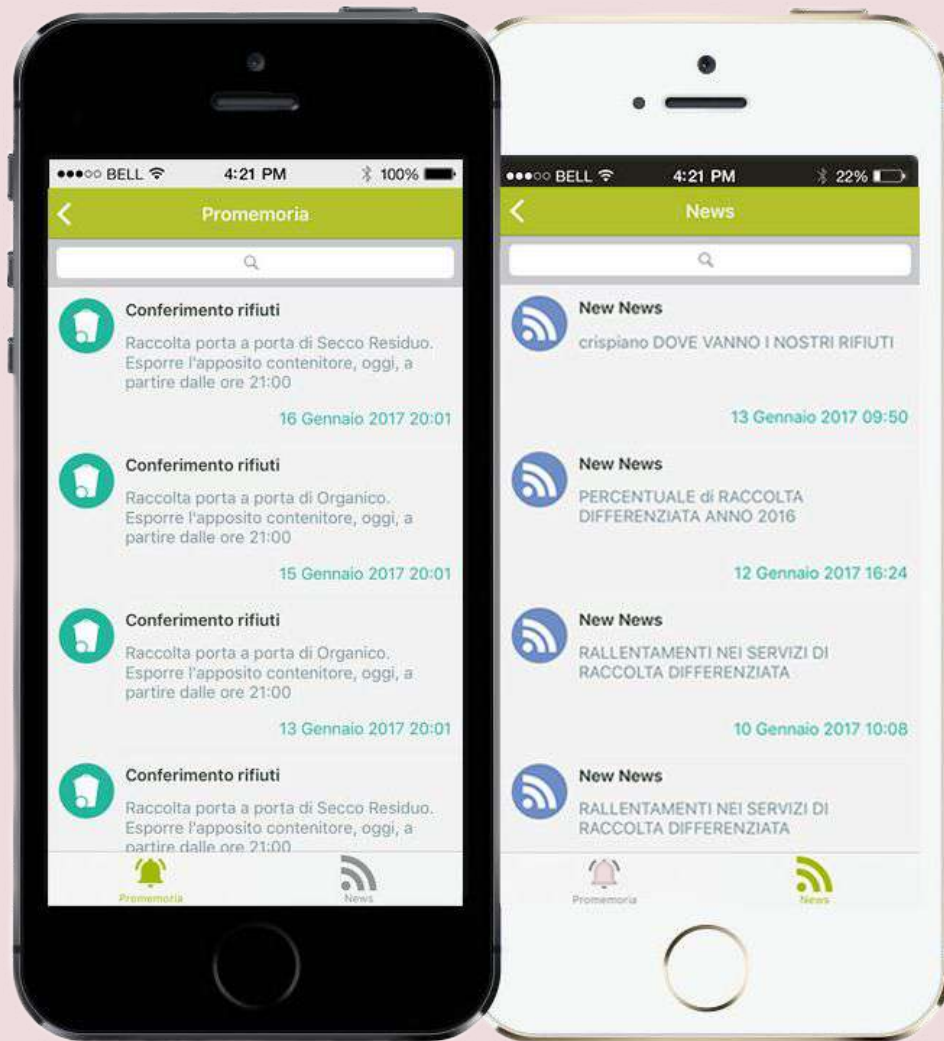 BELL 4:21 PM 100%
Promemoria
Conferimento rifiuti
Raccolta porta a porta di Secco Residuo.
Esporre l'apposito contenitore, oggi, a
partire dalle ore 21:00
16 Gennaio 2017 20:01
Conferimento rifiuti
Raccolta porta a porta di Organico.
Esporre l'apposito contenitore, oggi, a
partire dalle ore 21:00
15 Gennaio 2017 20:01
Conferimento rifiuti
Raccolta porta a porta di Organico.
Esporre l'apposito contenitore, oggi, a
partire dalle ore 21:00
13 Gennaio 2017 20:01
Conferimento rifiuti
Raccolta porta a porta di Secco Residuo.
Esporre l'apposito contenitore, oggi, a
partire dalle ore 21:00
Promemoria News
BELL 4:21 PM 22%
News
New News
crispiano DOVE VANNO I NOSTRI RIFIUTI
13 Gennaio 2017 09:50
New News
PERCENTUALE di RACCOLTA
DIFFERENZIATA ANNO 2016
12 Gennaio 2017 16:24
New News
RALLENTAMENTI NEI SERVIZI DI
RACCOLTA DIFFERENZIATA
10 Gennaio 2017 10:08
New News
RALLENTAMENTI NEI SERVIZI DI
RACCOLTA DIFFERENZIATA
Promemoria News